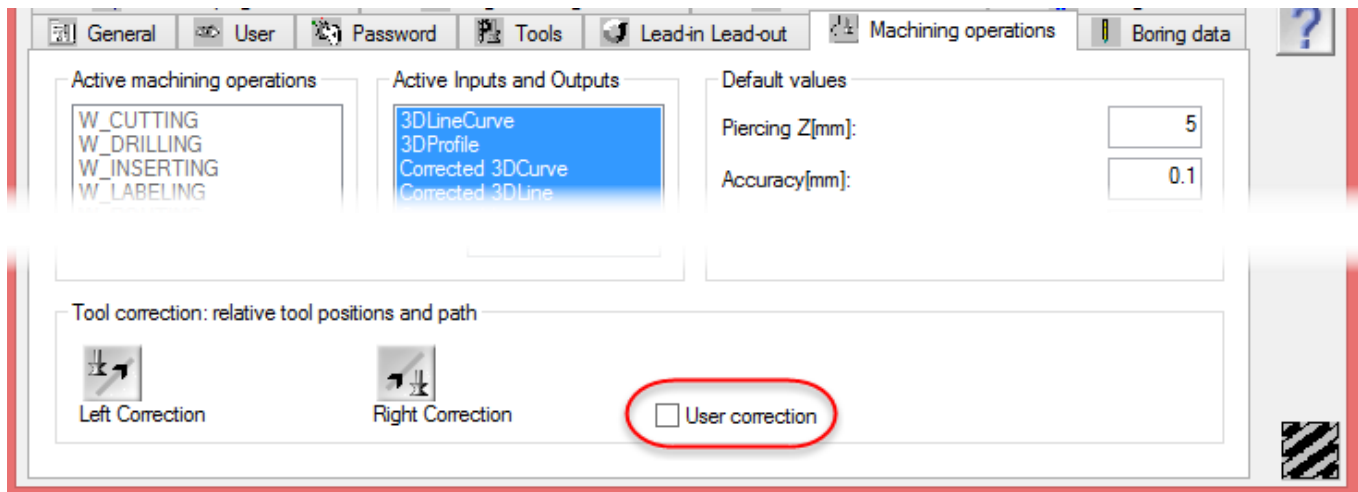 General User Password Tools Lead-in Lead-out Machining operations Boring data
?
Active machining operations
W_CUTTING
W_DRILLING
W_INSERTING
W_LABELING
Active Inputs and Outputs
3DLineCurve
3DProfile
Corrected 3DCurve
Corrected 3DLine
Default values
Piercing Z[mm]: 5
Accuracy[mm]: 0.1
Tool correction: relative tool positions and path
Left Correction Right Correction User correction